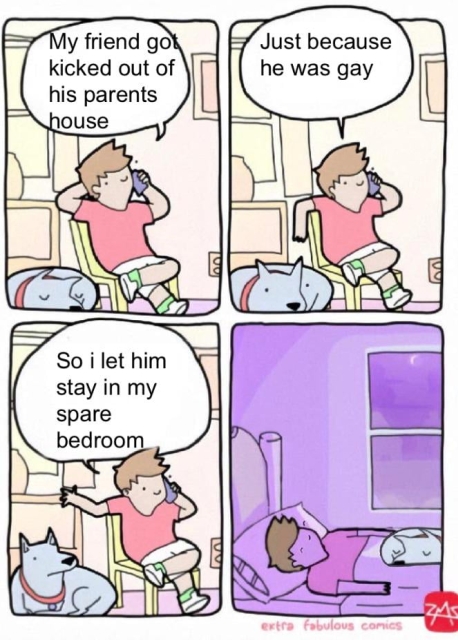 My friend got
kicked out of
his parents
house
Just because
he was gay
So i let him
stay in my
spare
bedroom
extra fabulous comics
ZMS